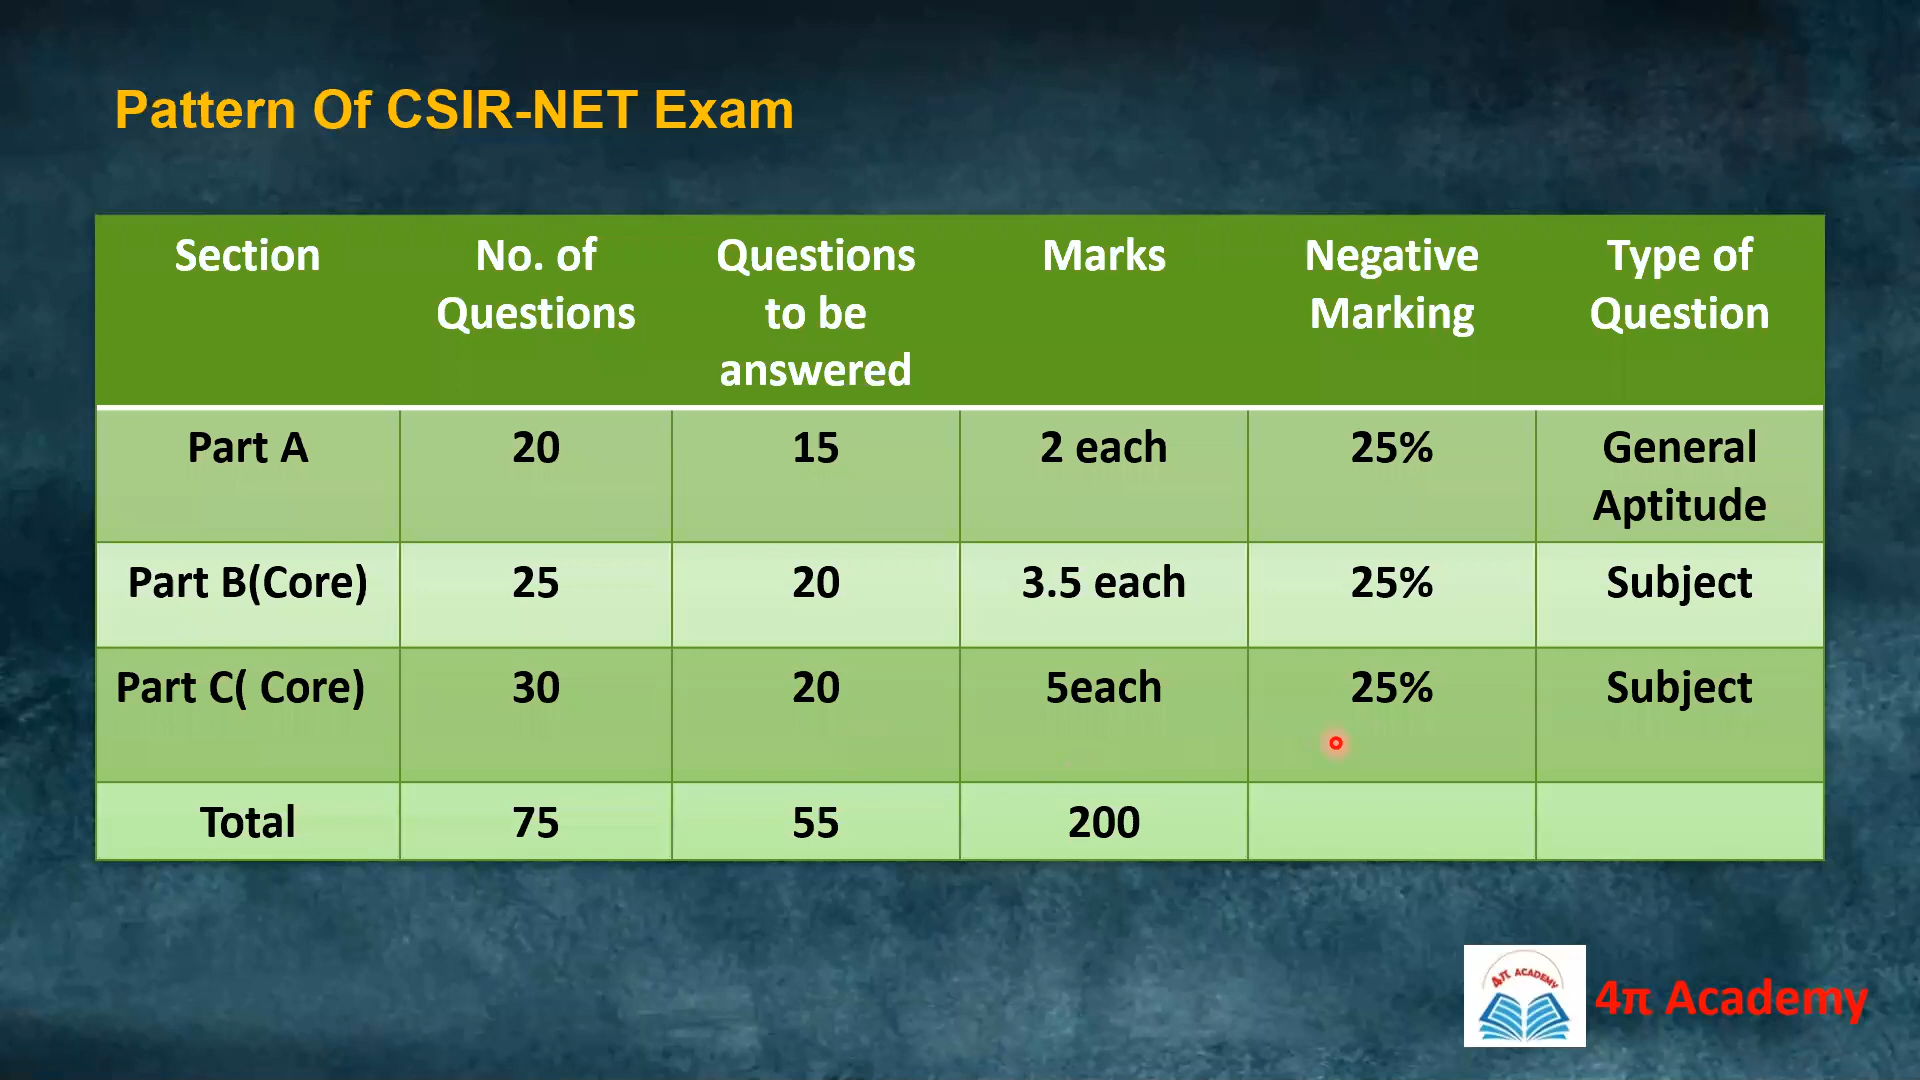 Pattern Of CSIR-NET Exam
Section No. of Questions Questions to be answered Marks Negative Marking Type of Question
Part A 20 15 2 each 25% General Aptitude
Part B(Core) 25 20 3.5 each 25% Subject
Part C( Core) 30 20 5each 25% Subject
Total 75 55 200
4π ACADEMY
4π Academy